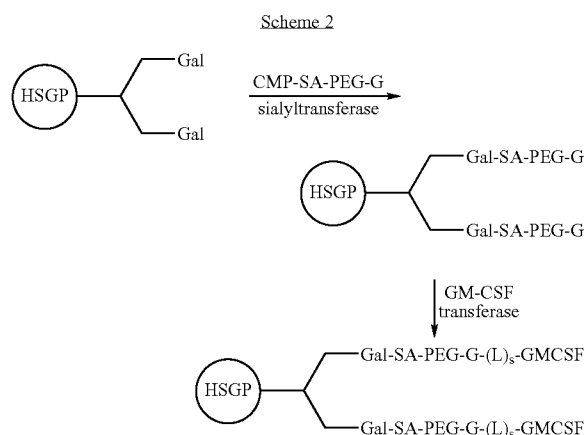 Scheme 2
Gal
HSGP
Gal
CMP-SA-PEG-G
sialyltransferase
Gal-SA-PEG-G
HSGP
Gal-SA-PEG-G
GM-CSF
transferase
Gal-SA-PEG-G-(L)s-GMCSF
HSGP
Gal-SA-PEG-G-(L)s-GMCSF